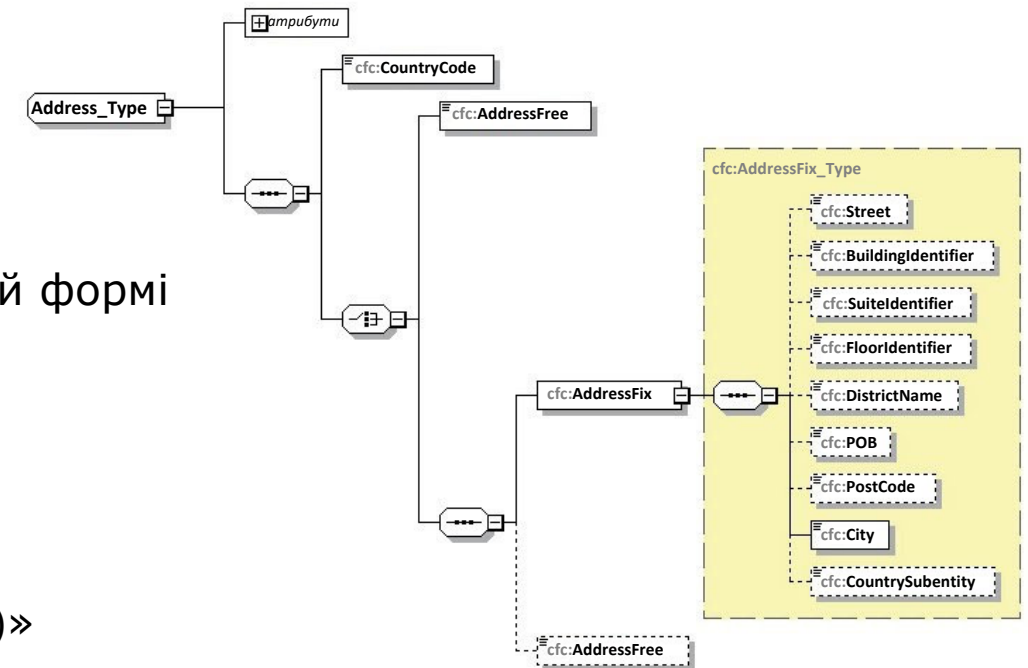 атрибути
cfc:CountryCode
Address_Type
cfc:AddressFree
cfc:AddressFix_Type
cfc:Street
cfc:BuildingIdentifier
й формі
cfc:SuiteIdentifier
cfc:FloorIdentifier
cfc:AddressFix
cfc:DistrictName
cfc:POB
cfc:PostCode
cfc:City
cfc:CountrySubentity
)»
cfc:AddressFree